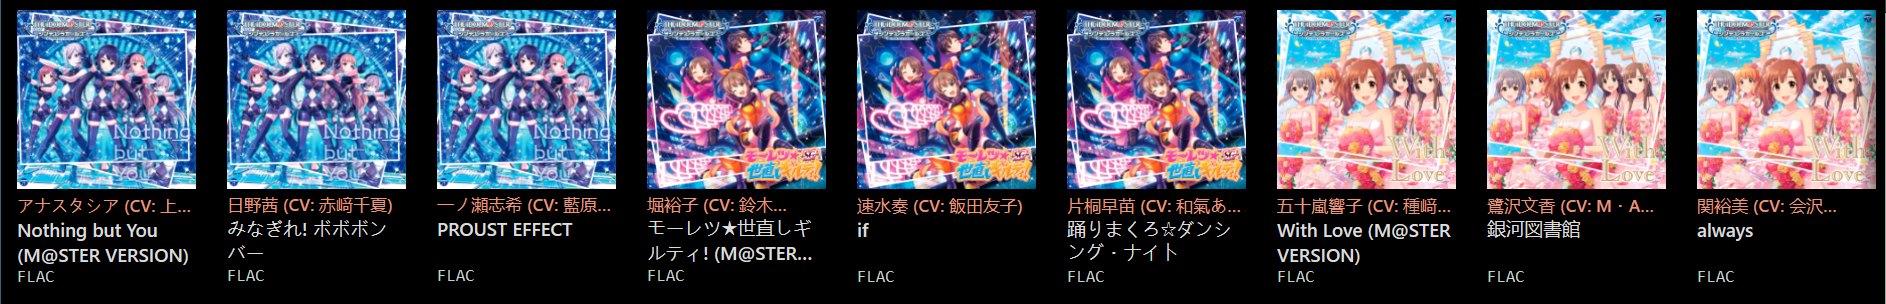 アナスタシア (CV: 上...
Nothing but You
(M@STER VERSION)
FLAC
日野茜 (CV: 赤﨑千夏)
みなぎれ! ボボボン
バー
FLAC
一ノ瀬志希 (CV: 藍原...
PROUST EFFECT
FLAC
堀裕子 (CV: 鈴木...
モーレツ★世直しギ
ルティ! (M@STER...
FLAC
速水奏 (CV: 飯田友子)
if
FLAC
片桐早苗 (CV: 和氣あ...
踊りまくろ☆ダンシ
ング・ナイト
FLAC
五十嵐響子 (CV: 種﨑...
With Love (M@STER
VERSION)
FLAC
鷺沢文香 (CV: M・A...
銀河図書館
FLAC
関裕美 (CV: 会沢...
always
FLAC
Nothing
but
You
Nothing
but
You
Nothing
but
You
モーレツ★
世直しギルティ!
モーレツ★
世直しギルティ!
モーレツ★
世直しギルティ!
With
Love
With
Love
With
Love